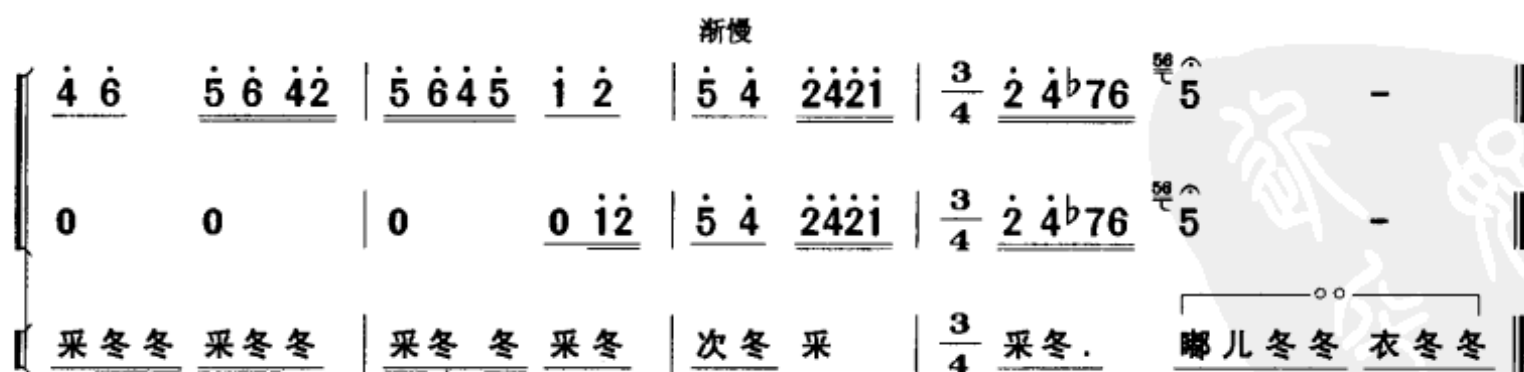 渐慢
4 6 5 6 4 2 | 5 6 4 5 1 2 | 5 4 2 4 2 1 | 3/4 2 4 ♭7 6 56 5 -
0 0 | 0 0 1 2 | 5 4 2 4 2 1 | 3/4 2 4 ♭7 6 56 5 -
采冬冬 采冬冬 | 采冬 冬 采冬 | 次冬 采 | 3/4 采冬. 嘟儿冬冬 衣冬冬